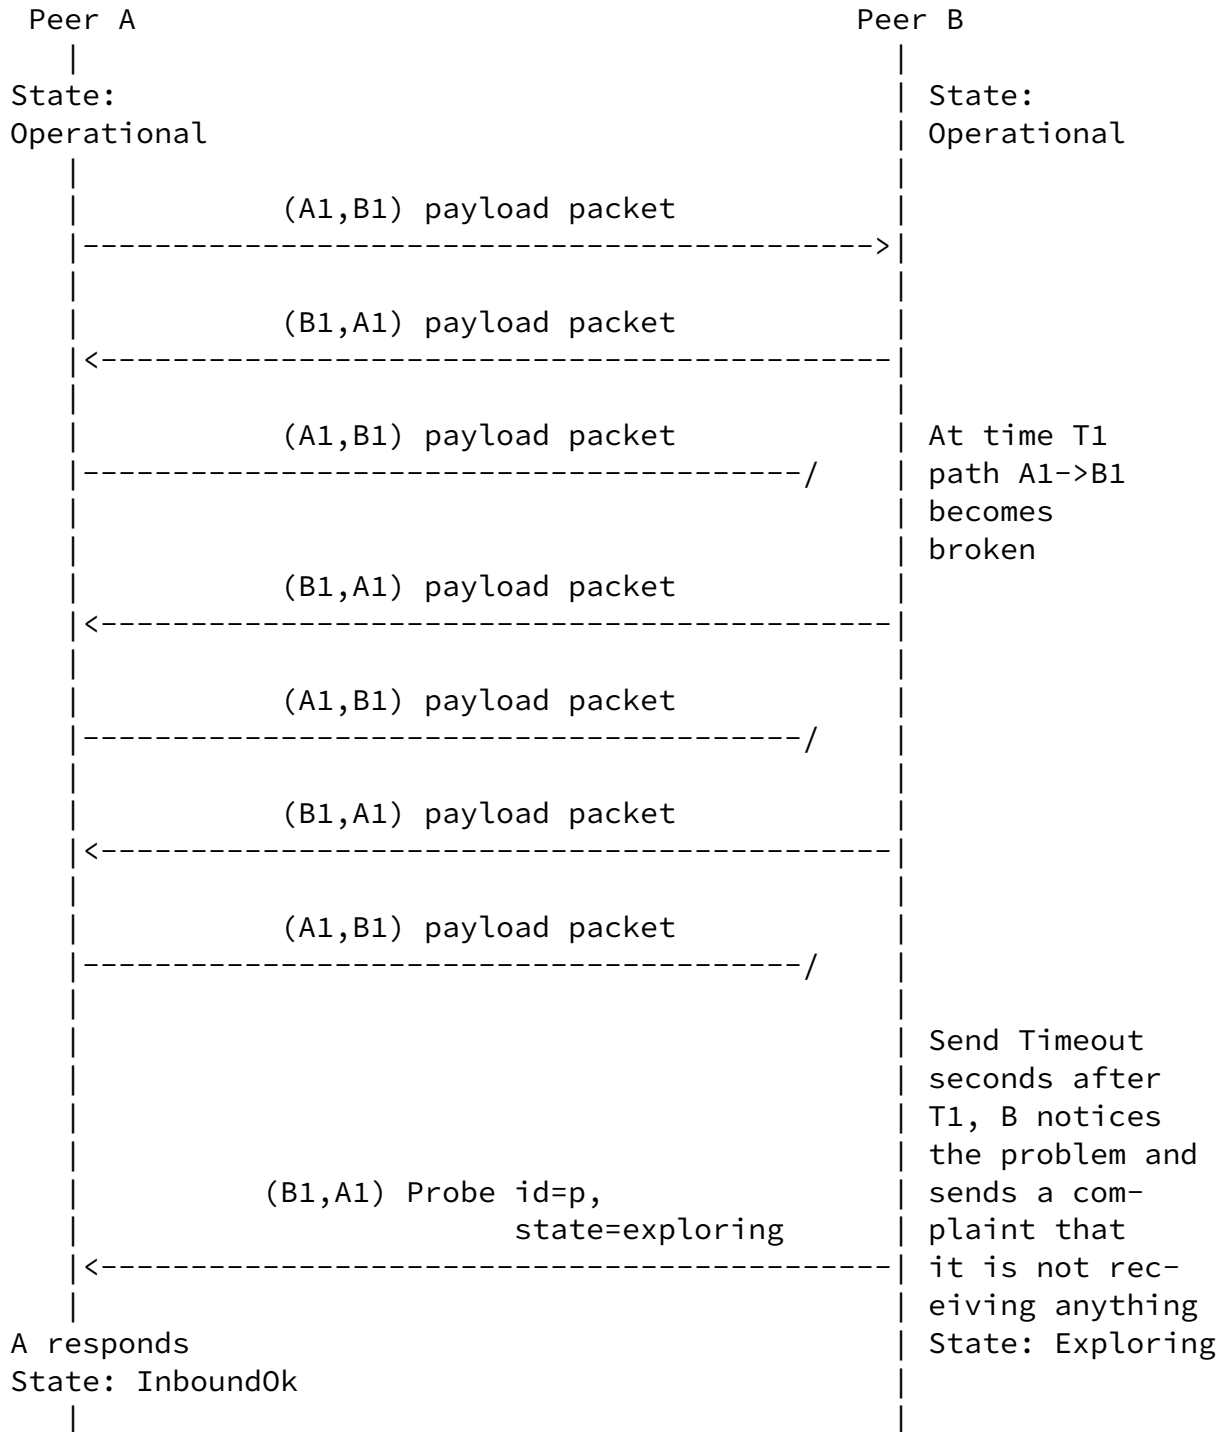 Peer A                                        Peer B
State:                                          State:
Operational                                     Operational
(A1,B1) payload packet
(B1,A1) payload packet
(A1,B1) payload packet                          At time T1
path A1->B1
becomes
broken
(B1,A1) payload packet
(A1,B1) payload packet
(B1,A1) payload packet
(A1,B1) payload packet
Send Timeout
seconds after
T1, B notices
the problem and
(B1,A1) Probe id=p,                             sends a com-
state=exploring                                 plaint that
it is not rec-
eiving anything
A responds                                      State: Exploring
State: InboundOk